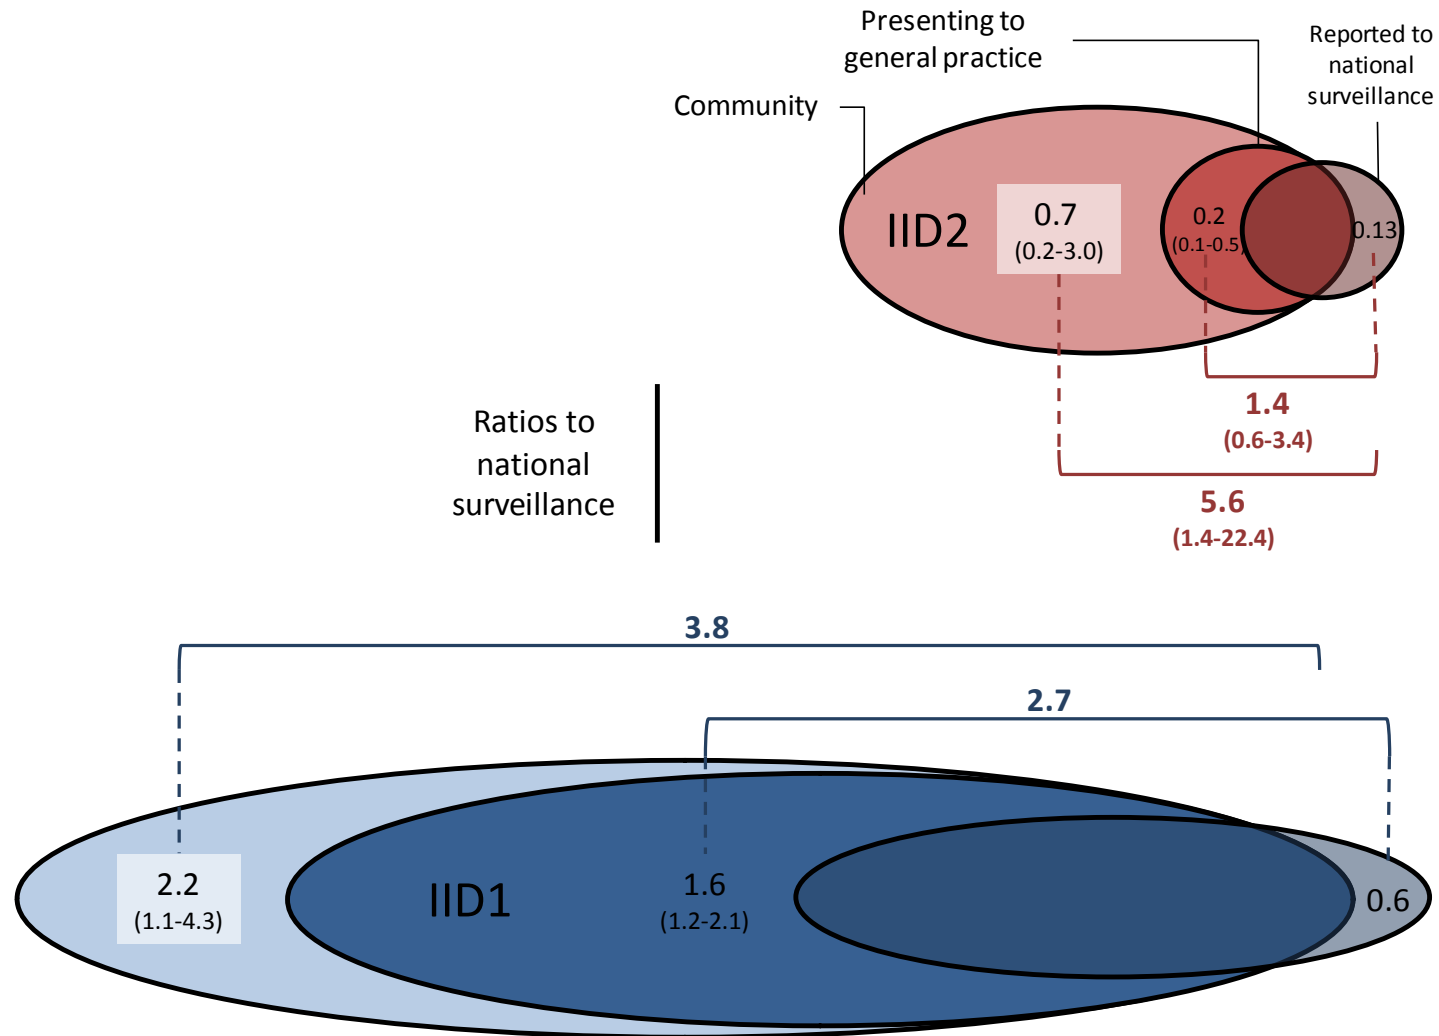 Presenting to
general practice
Reported to
national
surveillance
Community
IID2
0.7
(0.2-3.0)
0.2
(0.1-0.5)
0.13
1.4
(0.6-3.4)
5.6
(1.4-22.4)
Ratios to
national
surveillance
3.8
2.7
2.2
(1.1-4.3)
IID1
1.6
(1.2-2.1)
0.6